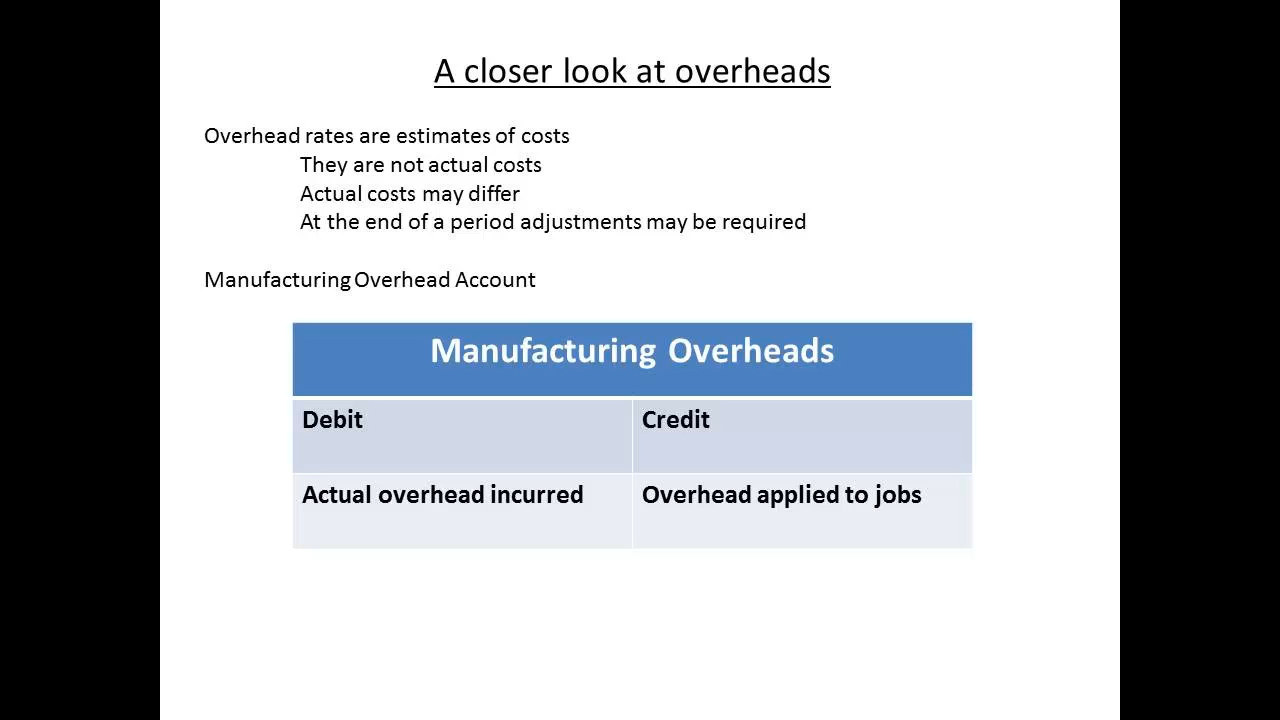 A closer look at overheads
Overhead rates are estimates of costs
They are not actual costs
Actual costs may differ
At the end of a period adjustments may be required
Manufacturing Overhead Account
Manufacturing Overheads
Debit
Credit
Actual overhead incurred
Overhead applied to jobs